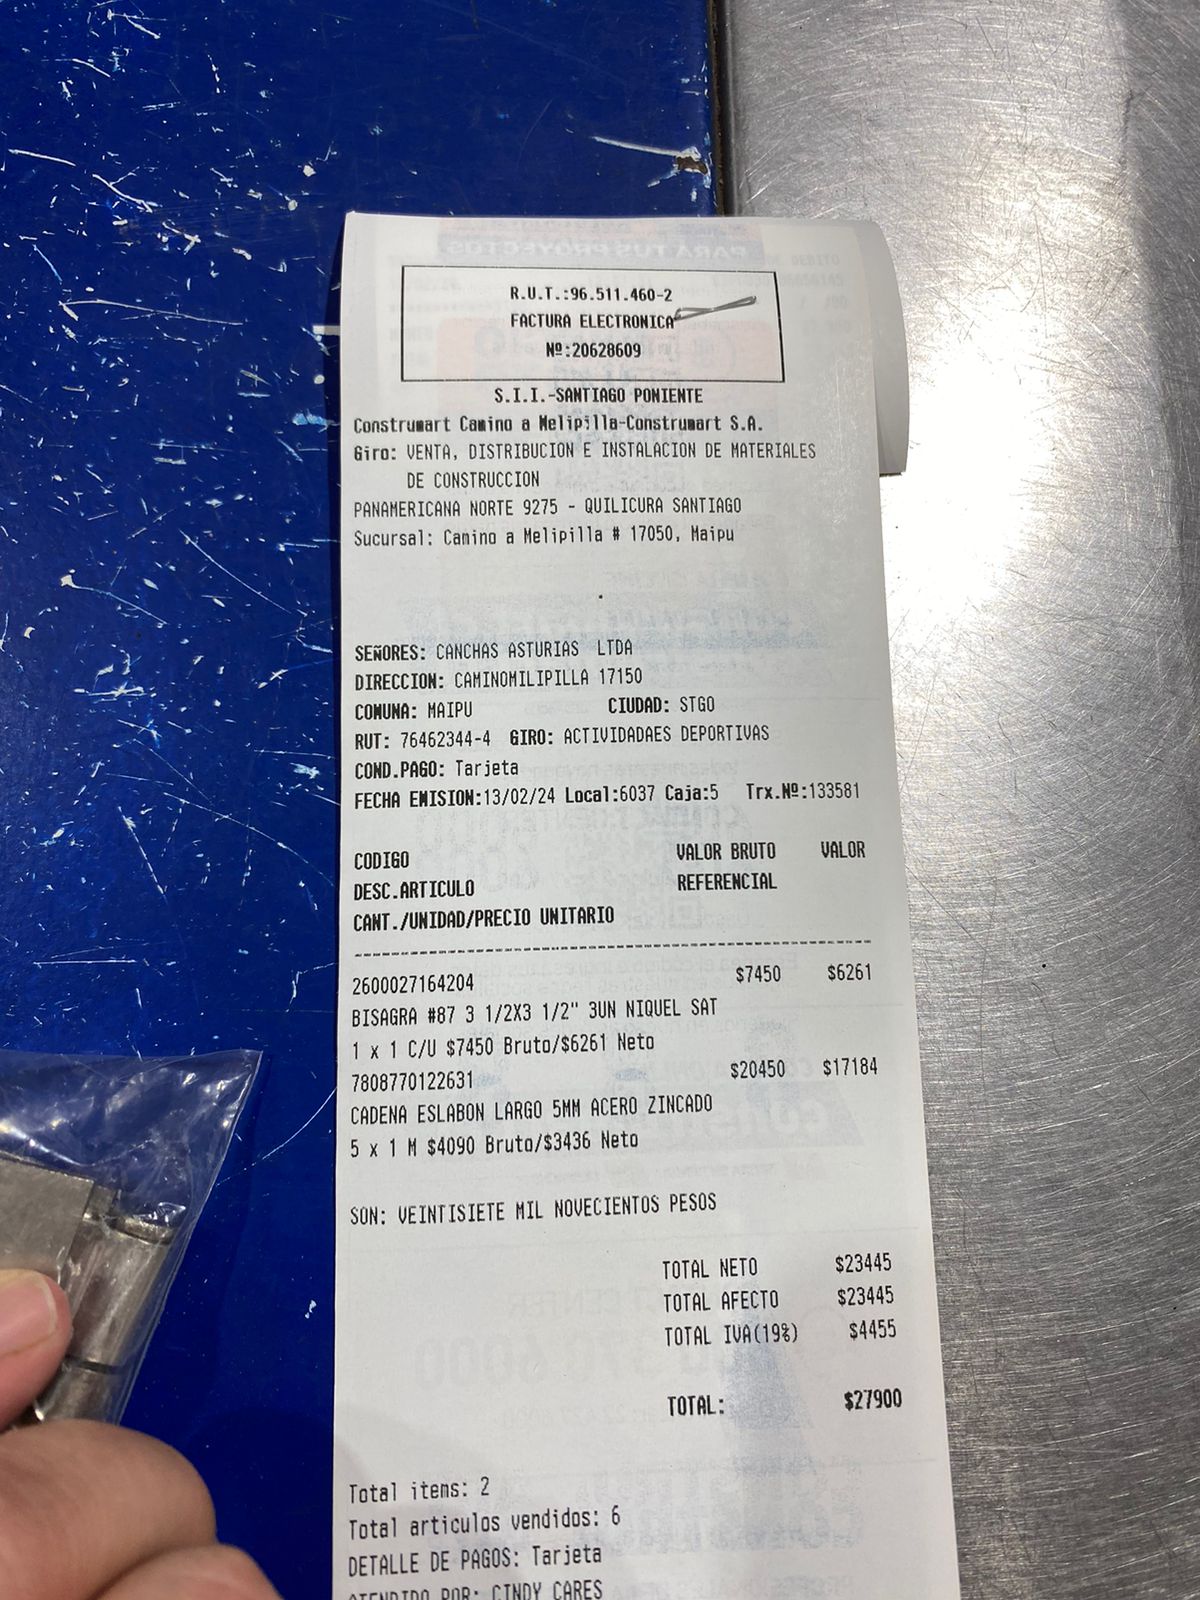 R.U.T.:96.511.460-2
FACTURA ELECTRONICA
Nº:20628609
S.I.I.-SANTIAGO PONIENTE
Construmart Camino a Melipilla-Construmart S.A.
Giro: VENTA, DISTRIBUCION E INSTALACION DE MATERIALES
DE CONSTRUCCION
PANAMERICANA NORTE 9275 - QUILICURA SANTIAGO
Sucursal: Camino a Melipilla # 17050, Maipu
SEÑORES: CANCHAS ASTURIAS LTDA
DIRECCION: CAMINOMILIPILLA 17150
COMUNA: MAIPU CIUDAD: STGO
RUT: 76462344-4 GIRO: ACTIVIDADAES DEPORTIVAS
COND.PAGO: Tarjeta
FECHA EMISION:13/02/24 Local:6037 Caja:5 Trx.Nº:133581
CODIGO VALOR BRUTO VALOR
DESC.ARTICULO REFERENCIAL
CANT./UNIDAD/PRECIO UNITARIO
2600027164204 $7450 $6261
BISAGRA #87 3 1/2X3 1/2" 3UN NIQUEL SAT
1 x 1 C/U $7450 Bruto/$6261 Neto
7808770122631 $20450 $17184
CADENA ESLABON LARGO 5MM ACERO ZINCADO
5 x 1 M $4090 Bruto/$3436 Neto
SON: VEINTISIETE MIL NOVECIENTOS PESOS
TOTAL NETO $23445
TOTAL AFECTO $23445
TOTAL IVA(19%) $4455
TOTAL: $27900
Total items: 2
Total articulos vendidos: 6
DETALLE DE PAGOS: Tarjeta
ATENDIDO POR: CINDY CARES